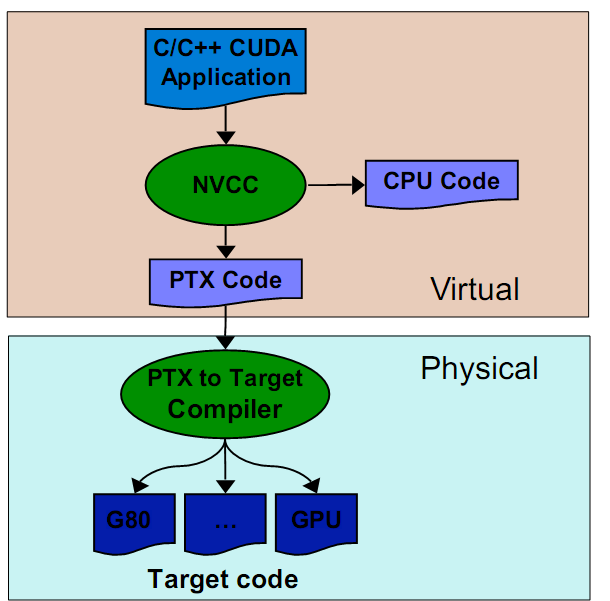 C/C++ CUDA
Application
NVCC
CPU Code
PTX Code
Virtual
Physical
PTX to Target
Compiler
G80
...
GPU
Target code